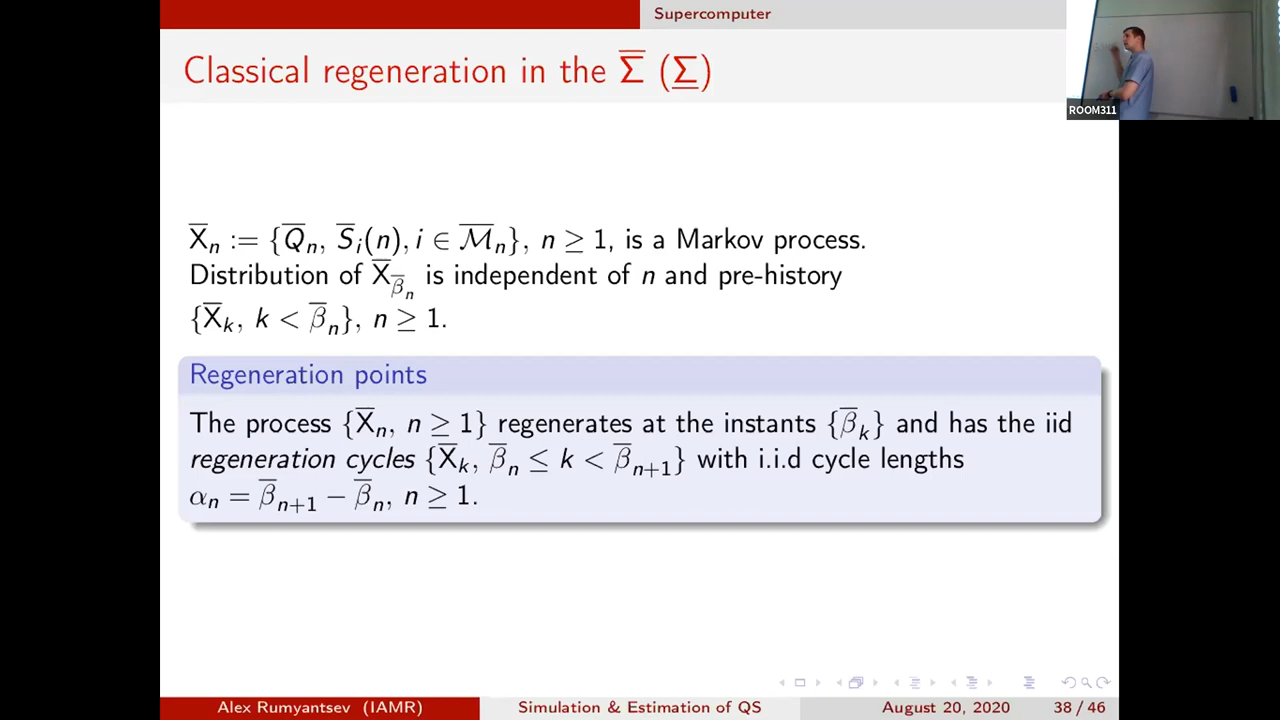 Supercomputer
Classical regeneration in the Σ̅ (Σ̲)
ROOM311
X̅ₙ := {Q̅ₙ, S̅ᵢ(n), i ∈ ℳ̅ₙ}, n ≥ 1, is a Markov process.
Distribution of X̅_β̅ₙ is independent of n and pre-history
{X̅ₖ, k < β̅ₙ}, n ≥ 1.
Regeneration points
The process {X̅ₙ, n ≥ 1} regenerates at the instants {β̅ₖ} and has the iid
regeneration cycles {X̅ₖ, β̅ₙ ≤ k < β̅ₙ₊₁} with i.i.d cycle lengths
αₙ = β̅ₙ₊₁ − β̅ₙ, n ≥ 1.
Alex Rumyantsev (IAMR) Simulation & Estimation of QS August 20, 2020 38 / 46